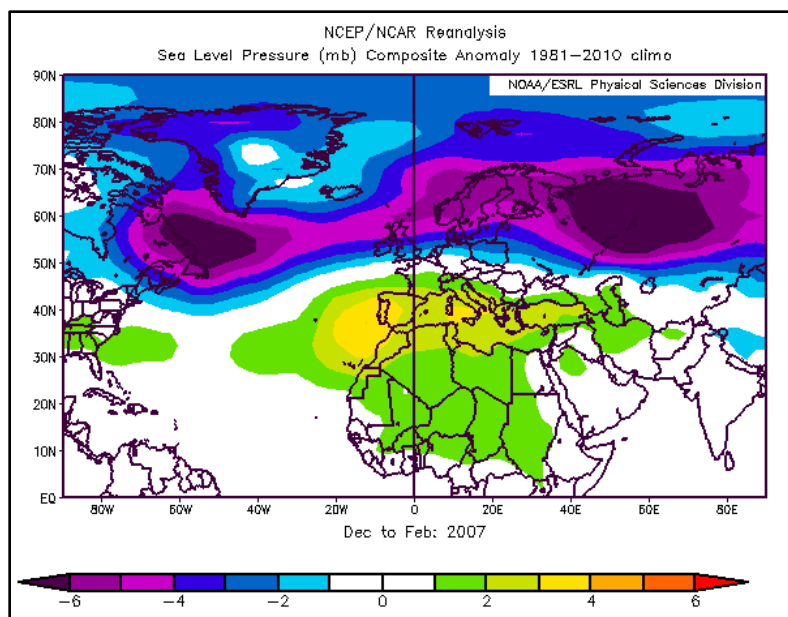 NCEP/NCAR Reanalysis
Sea Level Pressure (mb) Composite Anomaly 1981-2010 climo
NOAA/ESRL Physical Sciences Division
90N
80N
70N
60N
50N
40N
30N
20N
10N
EQ
80W 60W 40W 20W 0 20E 40E 60E 80E
Dec to Feb: 2007
-6 -4 -2 0 2 4 6